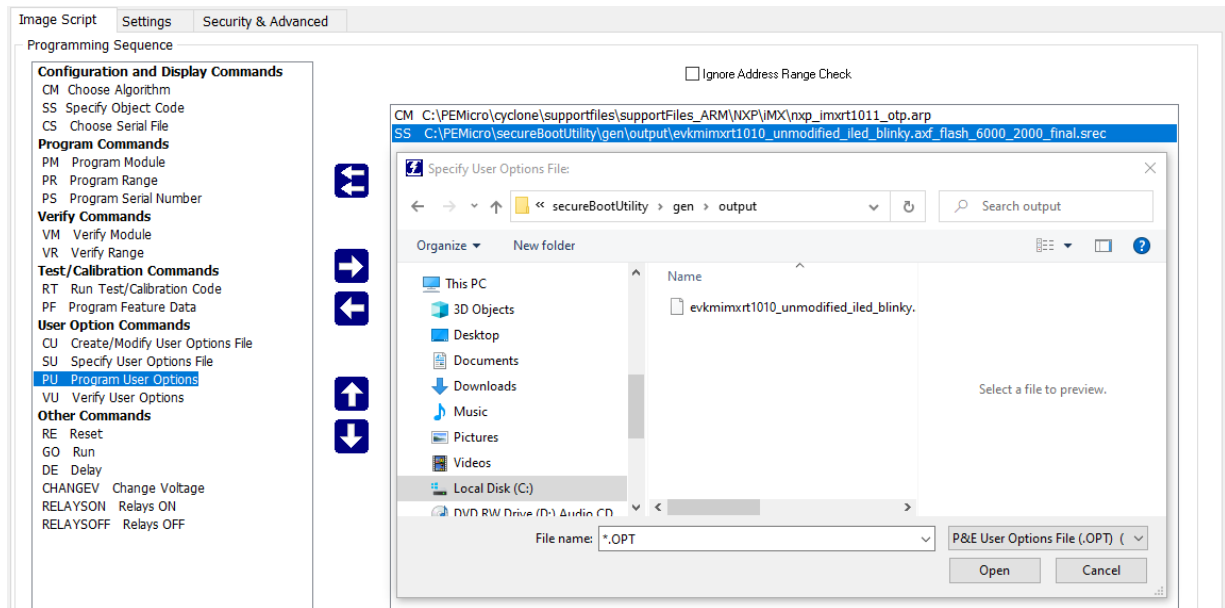 Image Script Settings Security & Advanced
Programming Sequence
Configuration and Display Commands
CM Choose Algorithm
SS Specify Object Code
CS Choose Serial File
Program Commands
PM Program Module
PR Program Range
PS Program Serial Number
Verify Commands
VM Verify Module
VR Verify Range
Test/Calibration Commands
RT Run Test/Calibration Code
PF Program Feature Data
User Option Commands
CU Create/Modify User Options File
SU Specify User Options File
PU Program User Options
VU Verify User Options
Other Commands
RE Reset
GO Run
DE Delay
CHANGEV Change Voltage
RELAYSON Relays ON
RELAYSOFF Relays OFF
Ignore Address Range Check
CM C:\PEMicro\cyclone\supportfiles\supportFiles_ARM\NXP\iMX\nxp_imxrt1011_otp.arp
SS C:\PEMicro\secureBootUtility\gen\output\evkmimxrt1010_unmodified_iled_blinky.axf_flash_6000_2000_final.srec
Specify User Options File:
« secureBootUtility › gen › output
Search output
Organize New folder
This PC
3D Objects
Desktop
Documents
Downloads
Music
Pictures
Videos
Local Disk (C:)
DVD RW Drive (D:) Audio CD
Name
evkmimxrt1010_unmodified_iled_blinky.
Select a file to preview.
File name: *.OPT
P&E User Options File (.OPT) (
Open Cancel